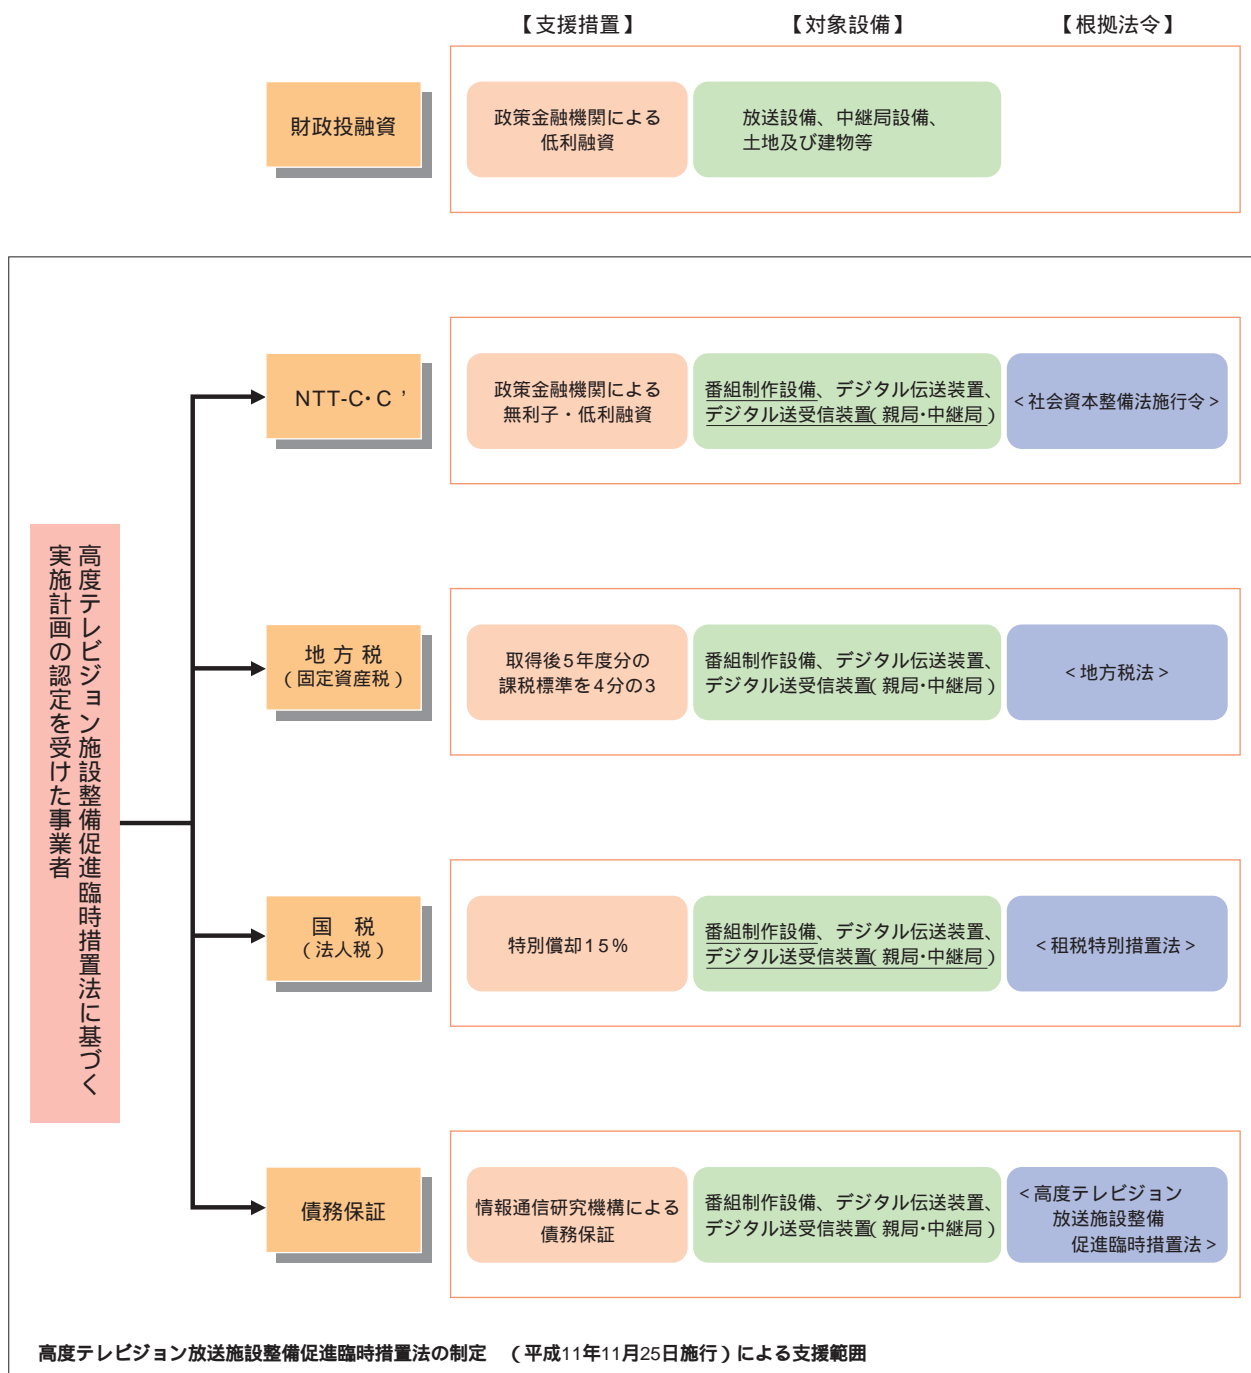 【支援措置】
【対象設備】
【根拠法令】
財政投融資
政策金融機関による
低利融資
放送設備、中継局設備、
土地及び建物等
高度テレビジョン施設整備促進臨時措置法に基づく
実施計画の認定を受けた事業者
NTT-C・C’
政策金融機関による
無利子・低利融資
番組制作設備、デジタル伝送装置、
デジタル送受信装置（親局・中継局）
＜社会資本整備法施行令＞
地方税
（固定資産税）
取得後5年度分の
課税標準を4分の3
番組制作設備、デジタル伝送装置、
デジタル送受信装置（親局・中継局）
＜地方税法＞
国　税
（法人税）
特別償却15％
番組制作設備、デジタル伝送装置、
デジタル送受信装置（親局・中継局）
＜租税特別措置法＞
債務保証
情報通信研究機構による
債務保証
番組制作設備、デジタル伝送装置、
デジタル送受信装置（親局・中継局）
＜高度テレビジョン
放送施設整備
促進臨時措置法＞
高度テレビジョン放送施設整備促進臨時措置法の制定　（平成11年11月25日施行）による支援範囲